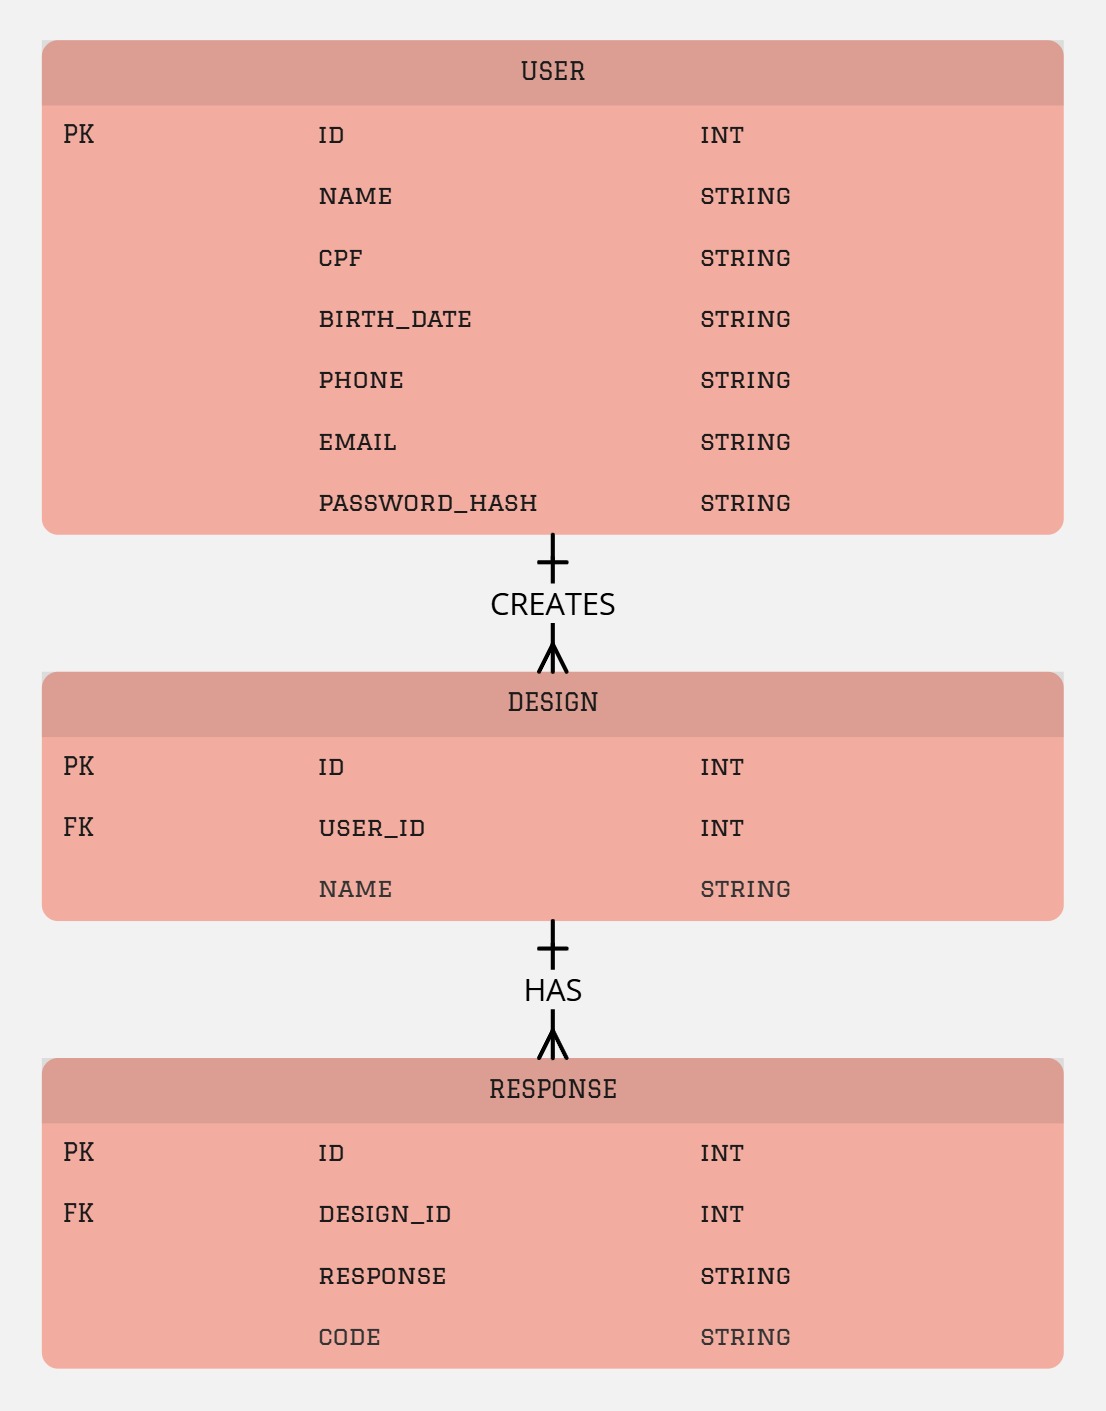 USER
PK ID INT
NAME STRING
CPF STRING
BIRTH_DATE STRING
PHONE STRING
EMAIL STRING
PASSWORD_HASH STRING
CREATES
DESIGN
PK ID INT
FK USER_ID INT
NAME STRING
HAS
RESPONSE
PK ID INT
FK DESIGN_ID INT
RESPONSE STRING
CODE STRING